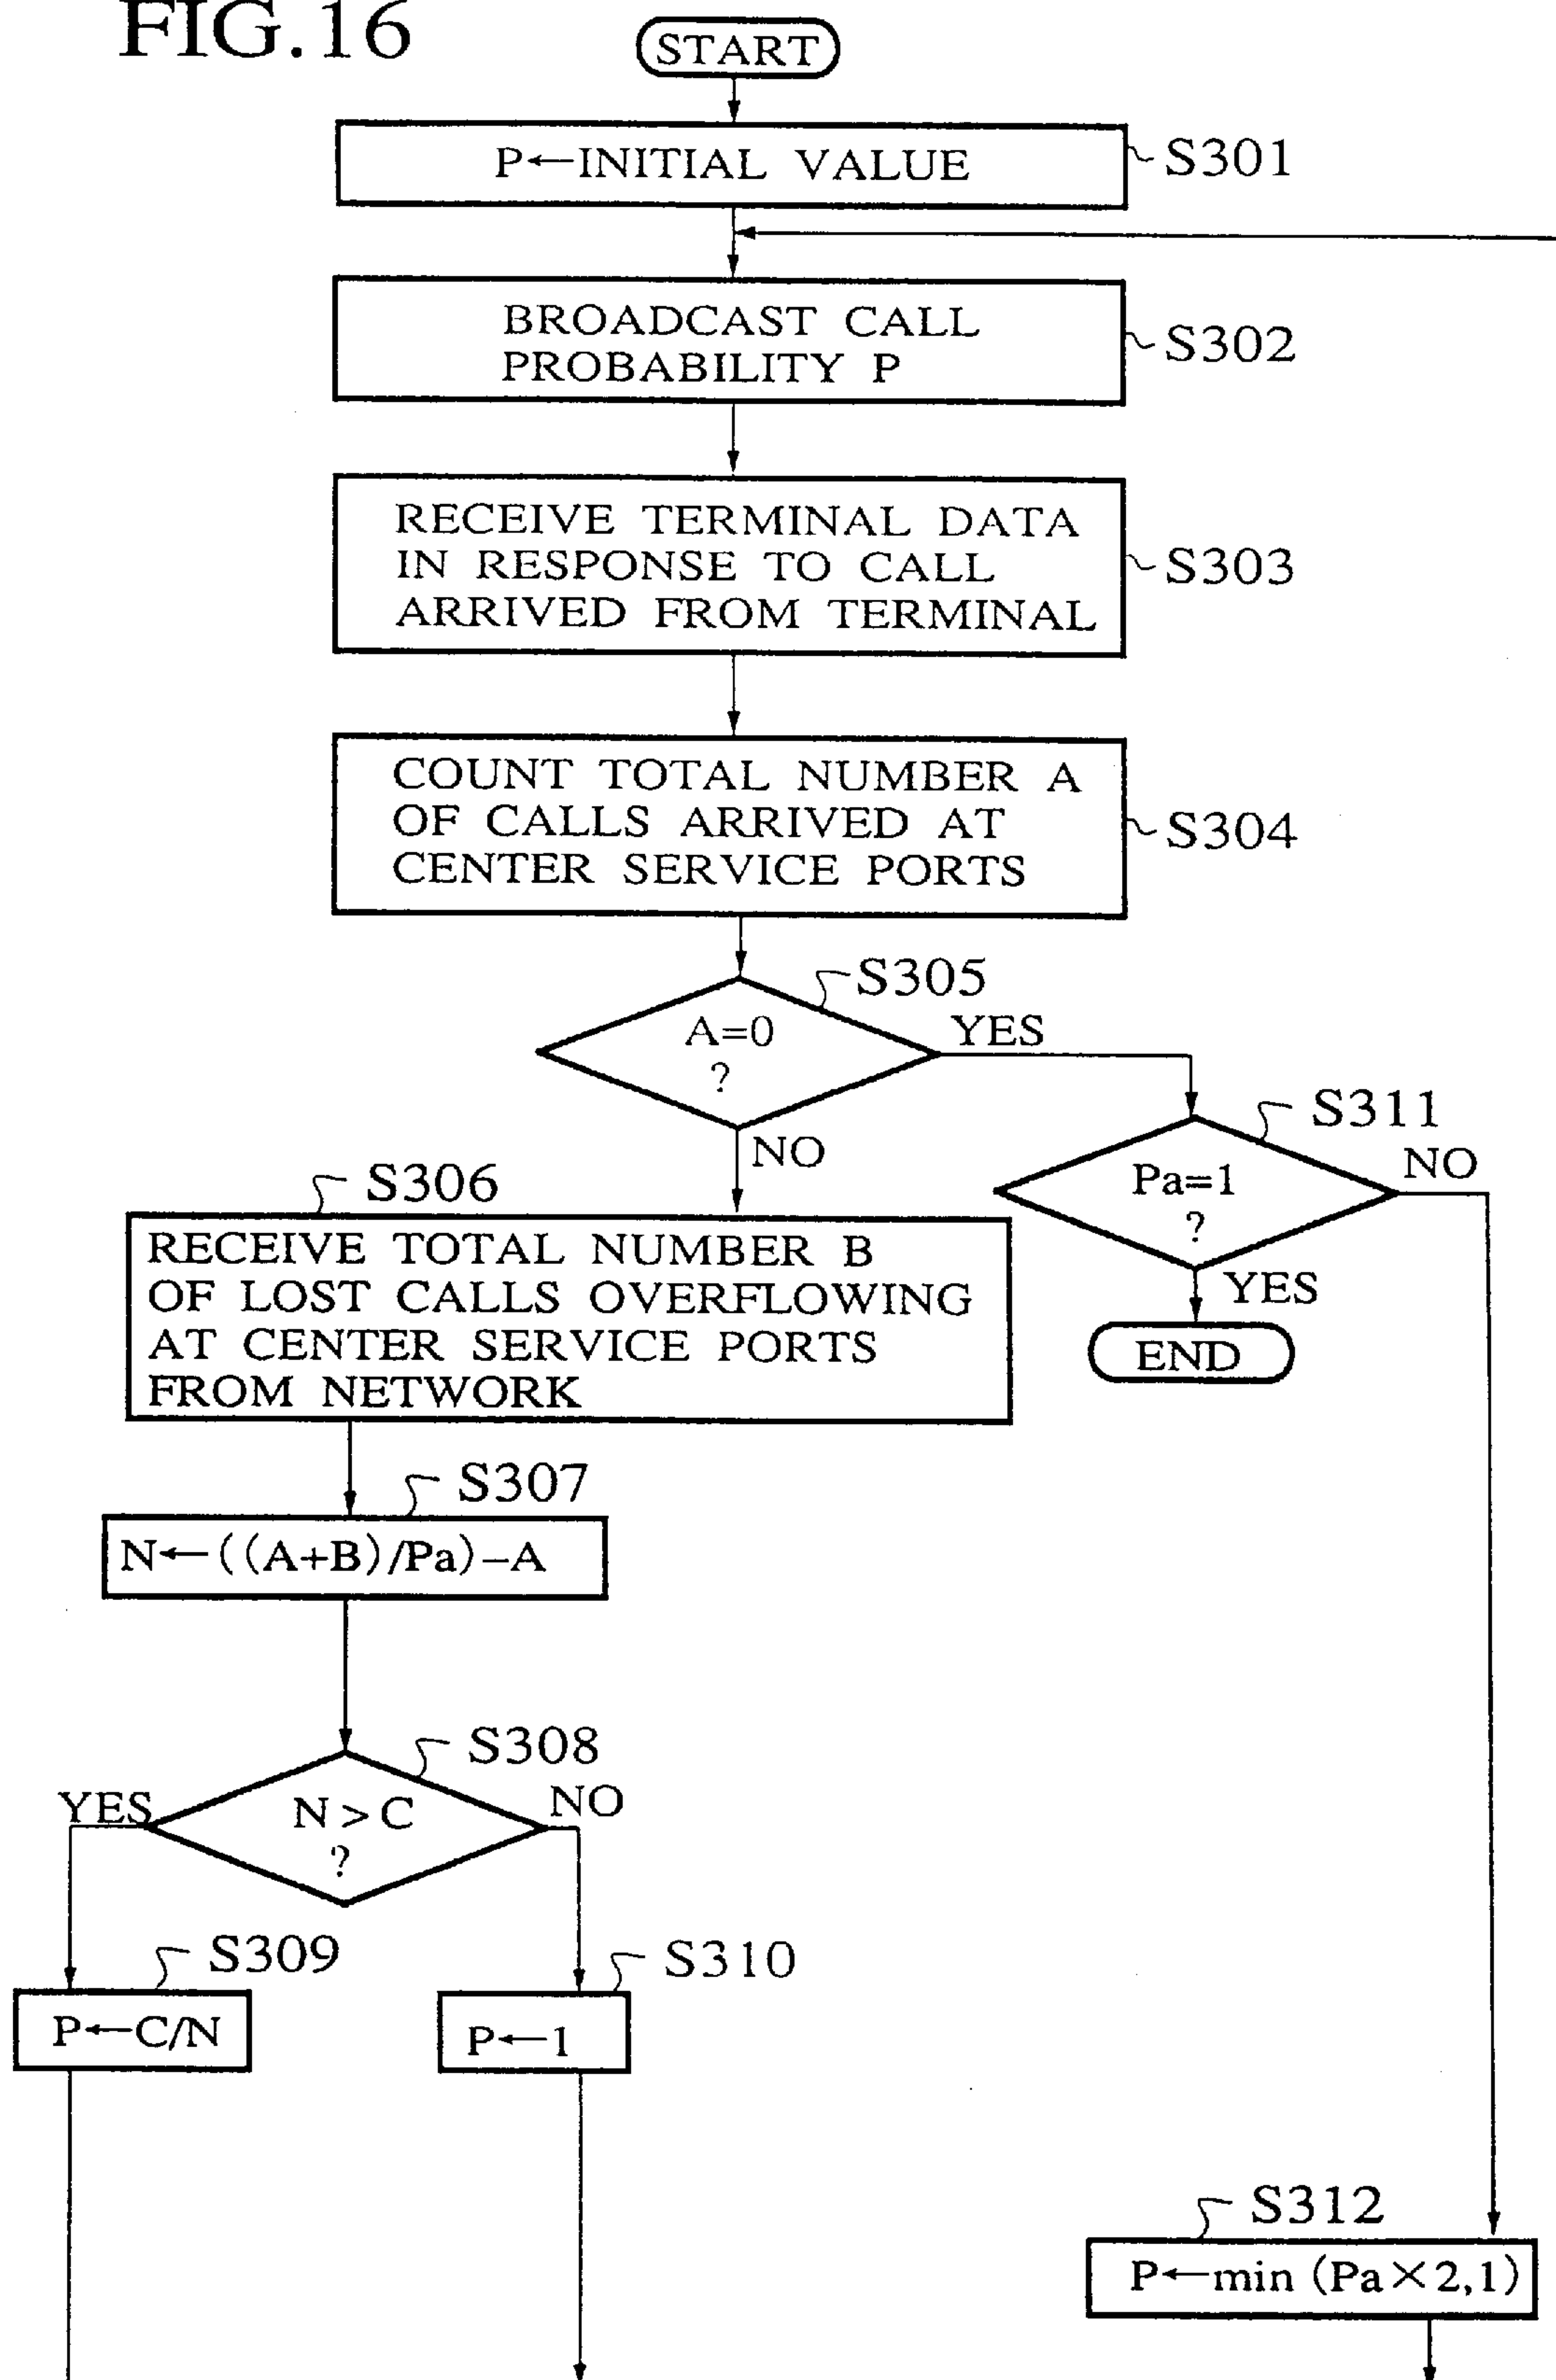 FIG.16
START
P←INITIAL VALUE
S301
BROADCAST CALL
PROBABILITY P
S302
RECEIVE TERMINAL DATA
IN RESPONSE TO CALL
ARRIVED FROM TERMINAL
S303
COUNT TOTAL NUMBER A
OF CALLS ARRIVED AT
CENTER SERVICE PORTS
S304
S305
A=0
?
YES
NO
S311
Pa=1
?
NO
YES
END
S306
RECEIVE TOTAL NUMBER B
OF LOST CALLS OVERFLOWING
AT CENTER SERVICE PORTS
FROM NETWORK
S307
N←((A+B)/Pa)–A
S308
N>C
?
YES
NO
S309
P←C/N
S310
P←1
S312
P←min (Pa×2,1)